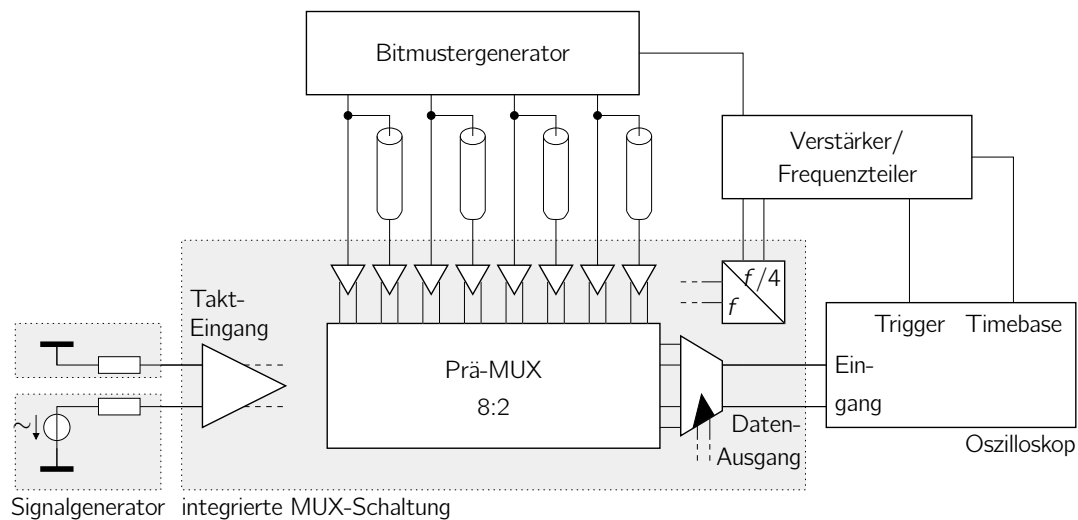 Bitmustergenerator
Verstärker/
Frequenzteiler
f/4
f
Takt-
Eingang
Trigger Timebase
Prä-MUX
8:2
Ein-
gang
Daten-
Ausgang
Oszilloskop
~
Signalgenerator
integrierte MUX-Schaltung